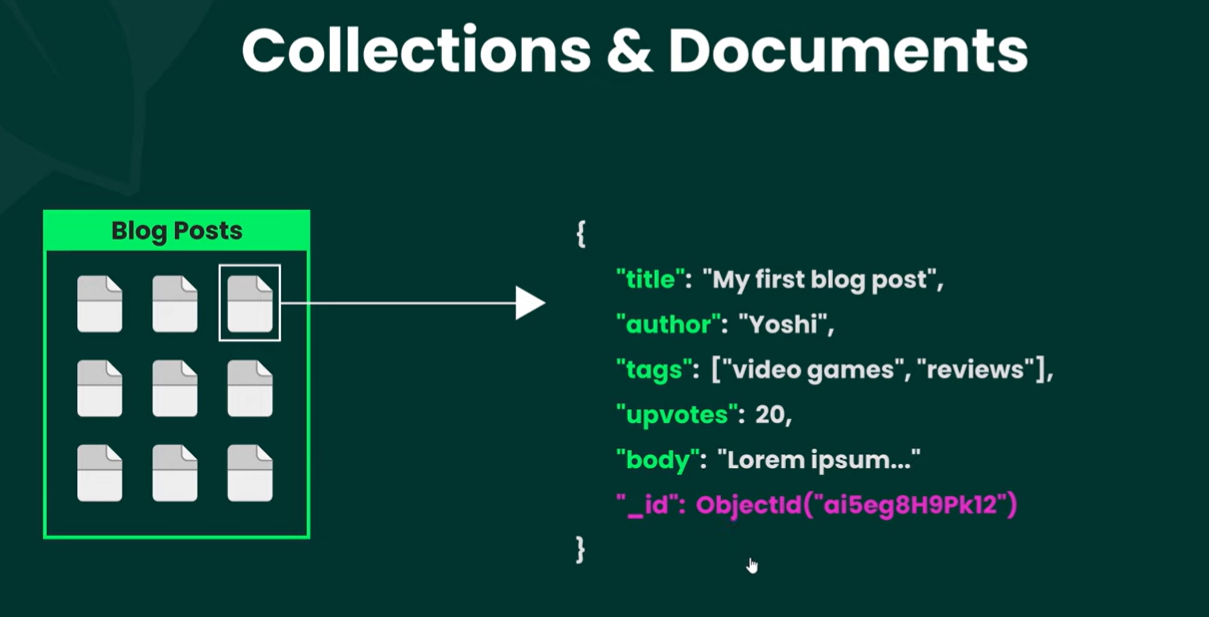 Collections & Documents
Blog Posts
{
"title": "My first blog post",
"author": "Yoshi",
"tags": ["video games", "reviews"],
"upvotes": 20,
"body": "Lorem ipsum..."
"_id": ObjectId("ai5eg8H9Pk12")
}